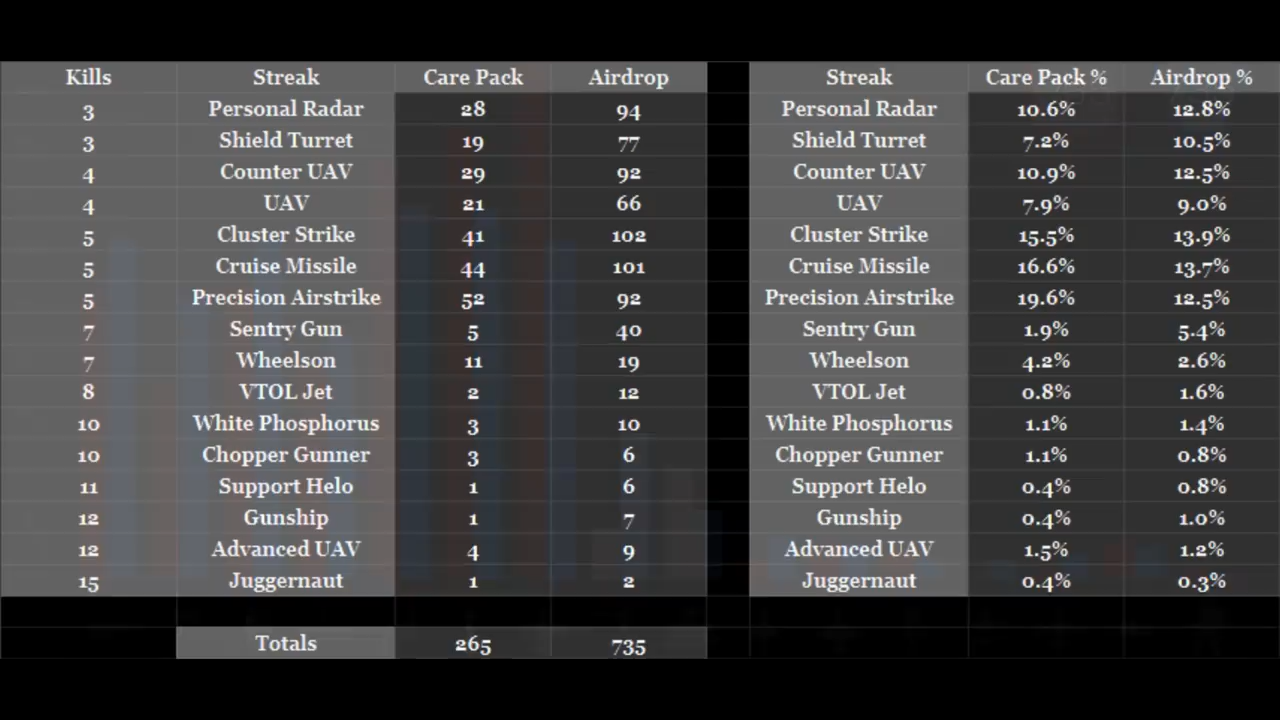 Kills Streak Care Pack Airdrop Streak Care Pack % Airdrop %
3 Personal Radar 28 94 Personal Radar 10.6% 12.8%
3 Shield Turret 19 77 Shield Turret 7.2% 10.5%
4 Counter UAV 29 92 Counter UAV 10.9% 12.5%
4 UAV 21 66 UAV 7.9% 9.0%
5 Cluster Strike 41 102 Cluster Strike 15.5% 13.9%
5 Cruise Missile 44 101 Cruise Missile 16.6% 13.7%
5 Precision Airstrike 52 92 Precision Airstrike 19.6% 12.5%
7 Sentry Gun 5 40 Sentry Gun 1.9% 5.4%
7 Wheelson 11 19 Wheelson 4.2% 2.6%
8 VTOL Jet 2 12 VTOL Jet 0.8% 1.6%
10 White Phosphorus 3 10 White Phosphorus 1.1% 1.4%
10 Chopper Gunner 3 6 Chopper Gunner 1.1% 0.8%
11 Support Helo 1 6 Support Helo 0.4% 0.8%
12 Gunship 1 7 Gunship 0.4% 1.0%
12 Advanced UAV 4 9 Advanced UAV 1.5% 1.2%
15 Juggernaut 1 2 Juggernaut 0.4% 0.3%
Totals 265 735